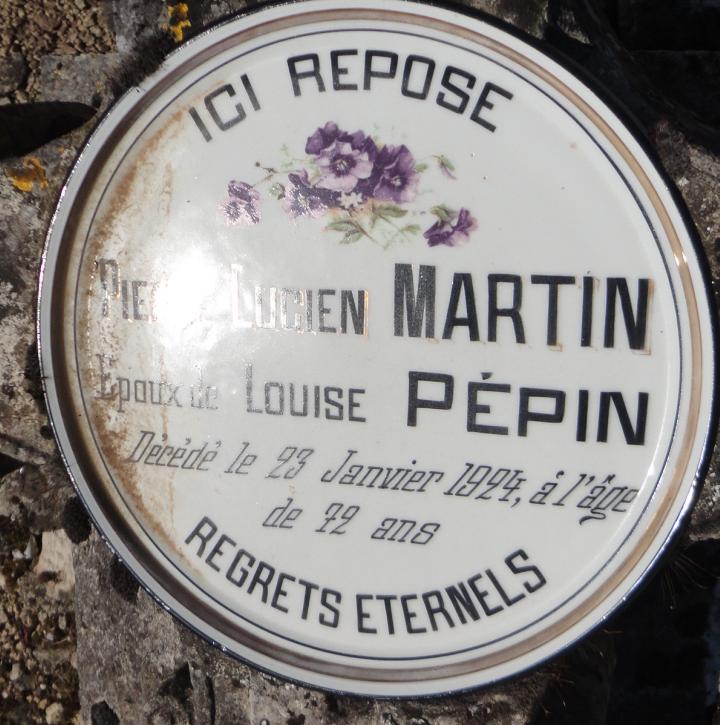 ICI REPOSE
PIERRE LUCIEN MARTIN
Epoux de LOUISE PÉPIN
Décédé le 23 Janvier 1924, à l'âge
de 72 ans
REGRETS ETERNELS